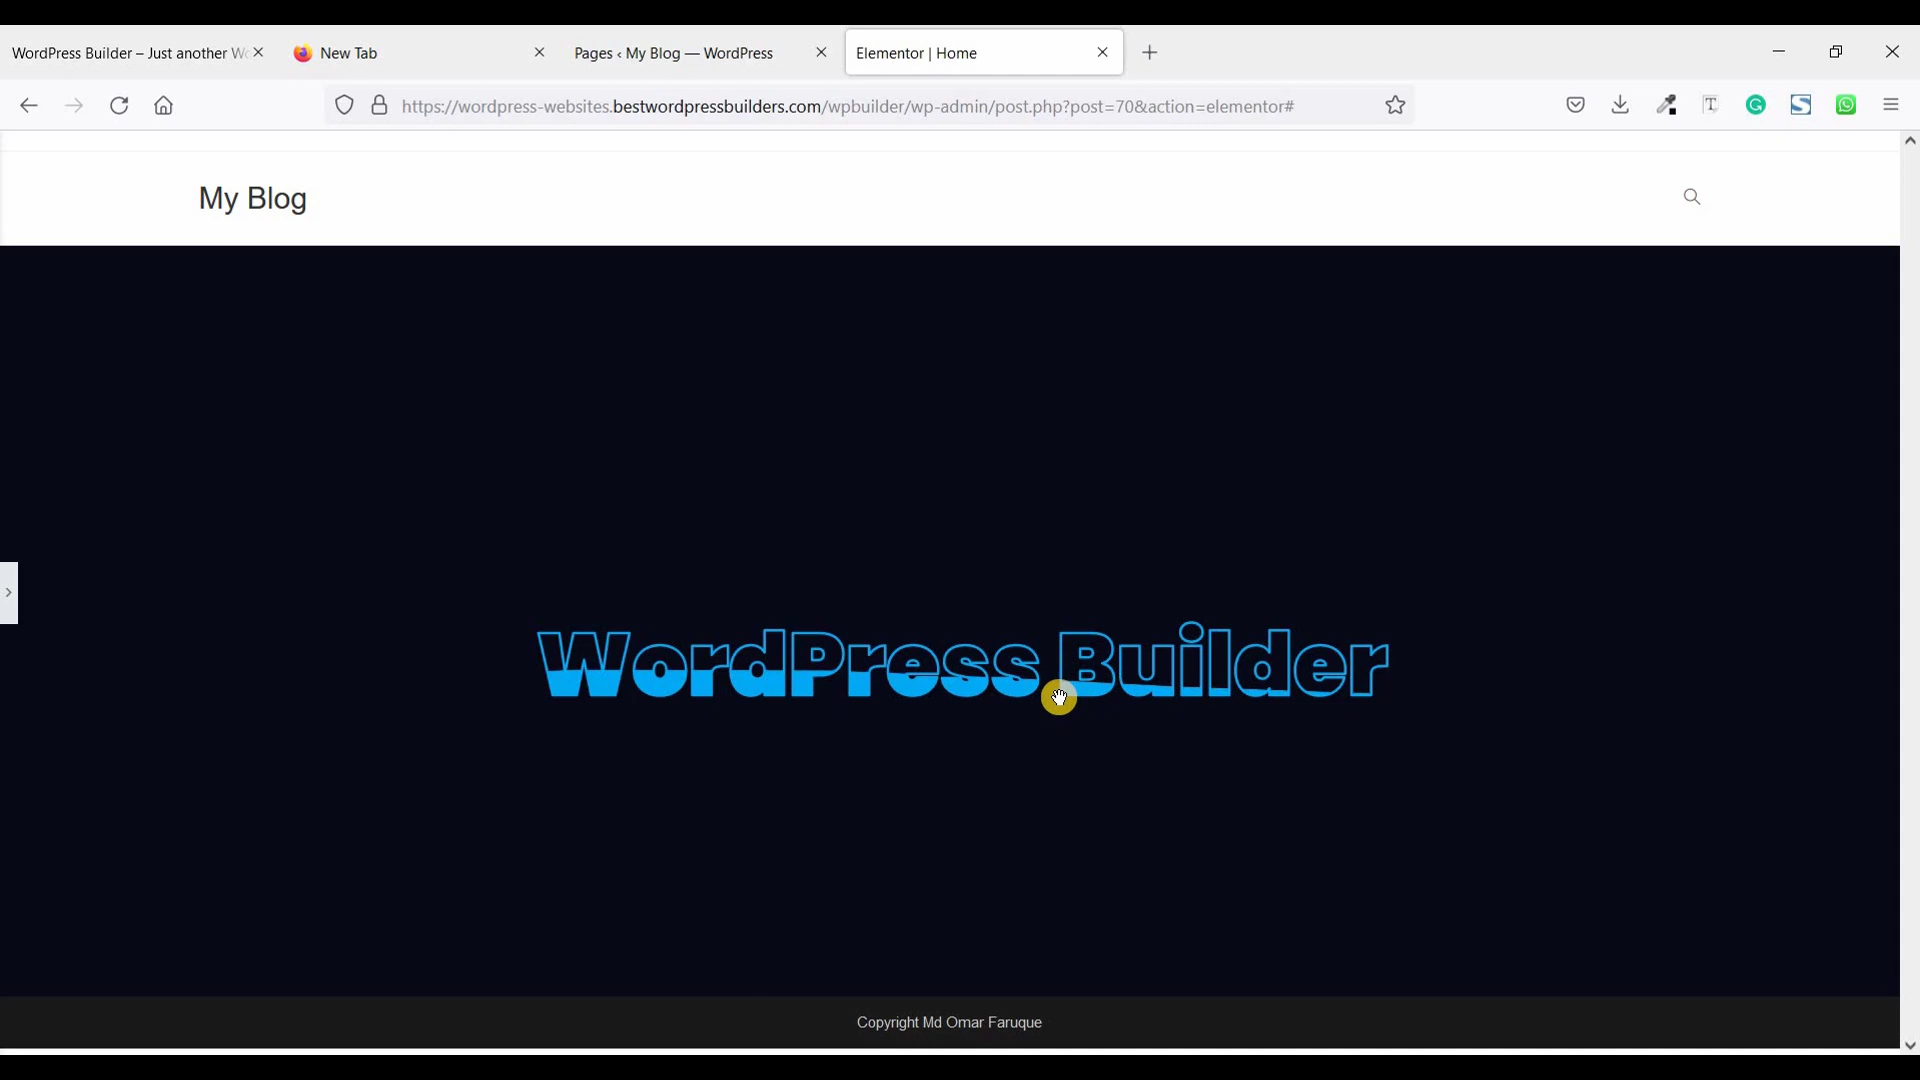 WordPress Builder – Just another Wo
New Tab
Pages ‹ My Blog — WordPress
Elementor | Home
https://wordpress-websites.bestwordpressbuilders.com/wpbuilder/wp-admin/post.php?post=70&action=elementor#
My Blog
WordPress Builder
Copyright Md Omar Faruque